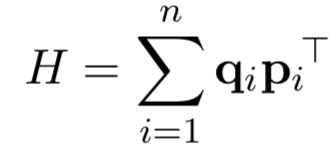 H = \sum_{i=1}^{n} \mathbf{q}_i \mathbf{p}_i^\top